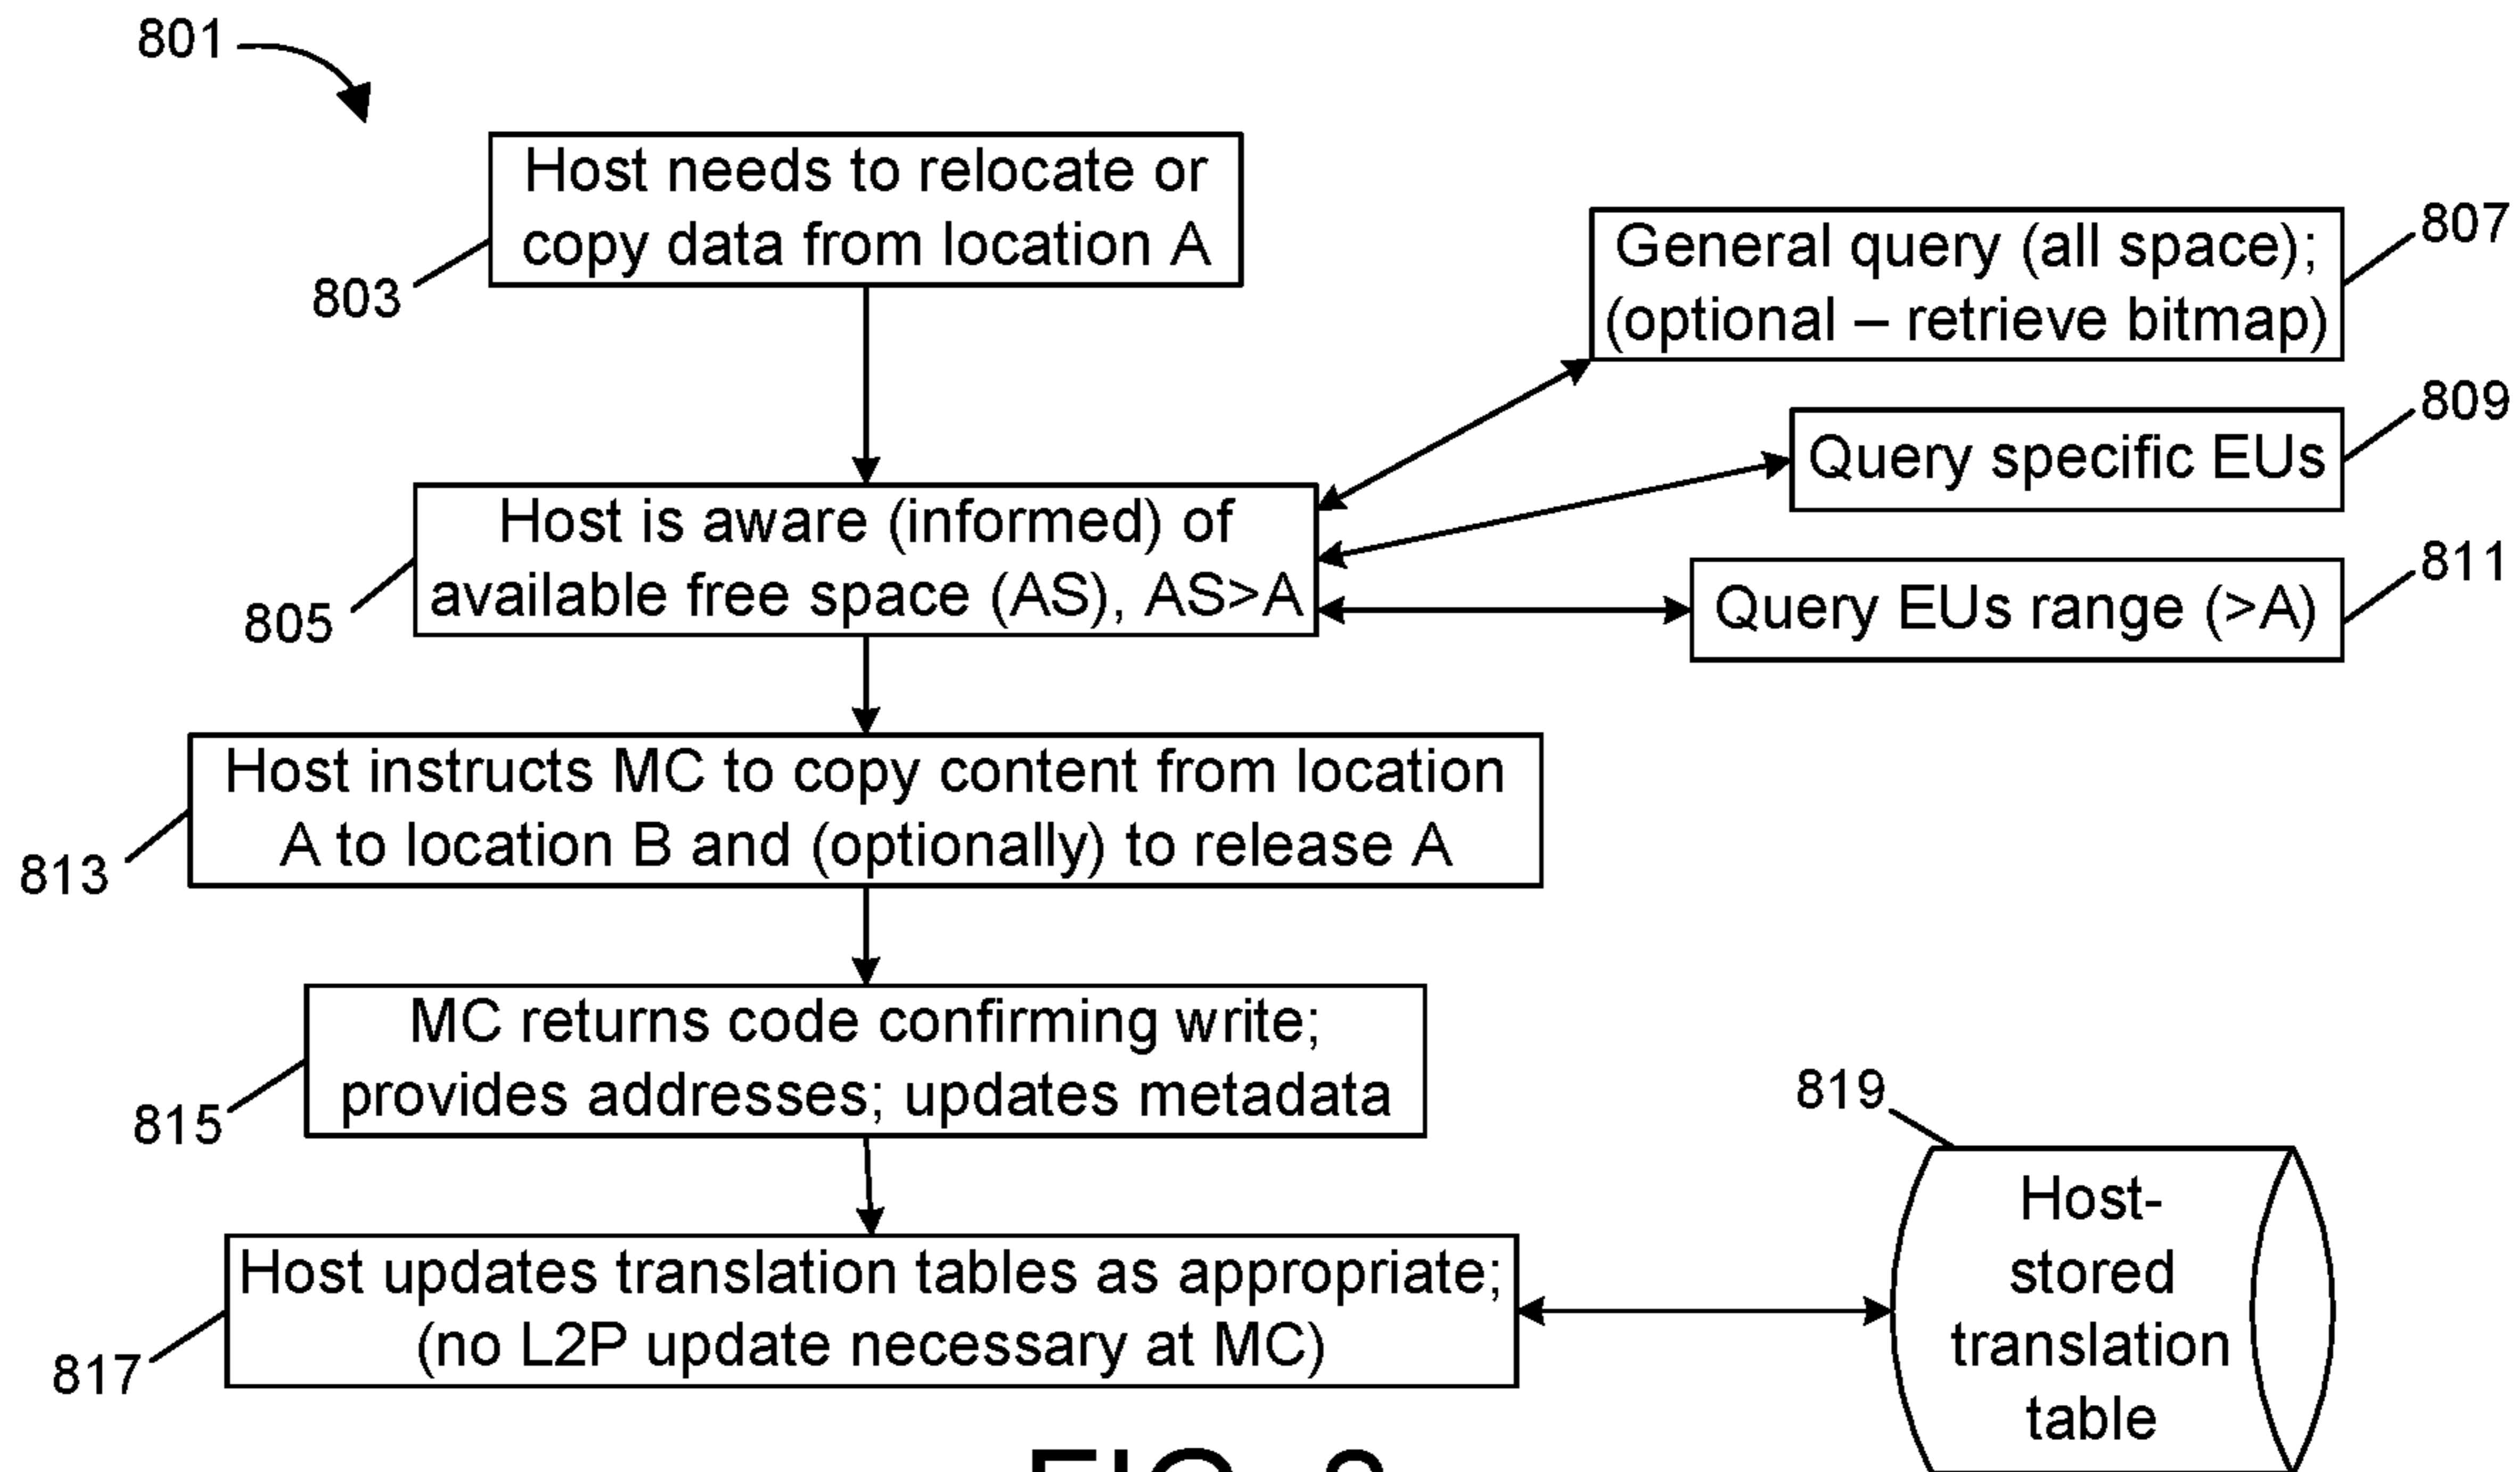 801
Host needs to relocate or
copy data from location A
803
General query (all space);
(optional – retrieve bitmap)
807
Query specific EUs
809
Host is aware (informed) of
available free space (AS), AS>A
805
Query EUs range (>A)
811
Host instructs MC to copy content from location
A to location B and (optionally) to release A
813
MC returns code confirming write;
provides addresses; updates metadata
815
Host updates translation tables as appropriate;
(no L2P update necessary at MC)
817
819
Host-
stored
translation
table